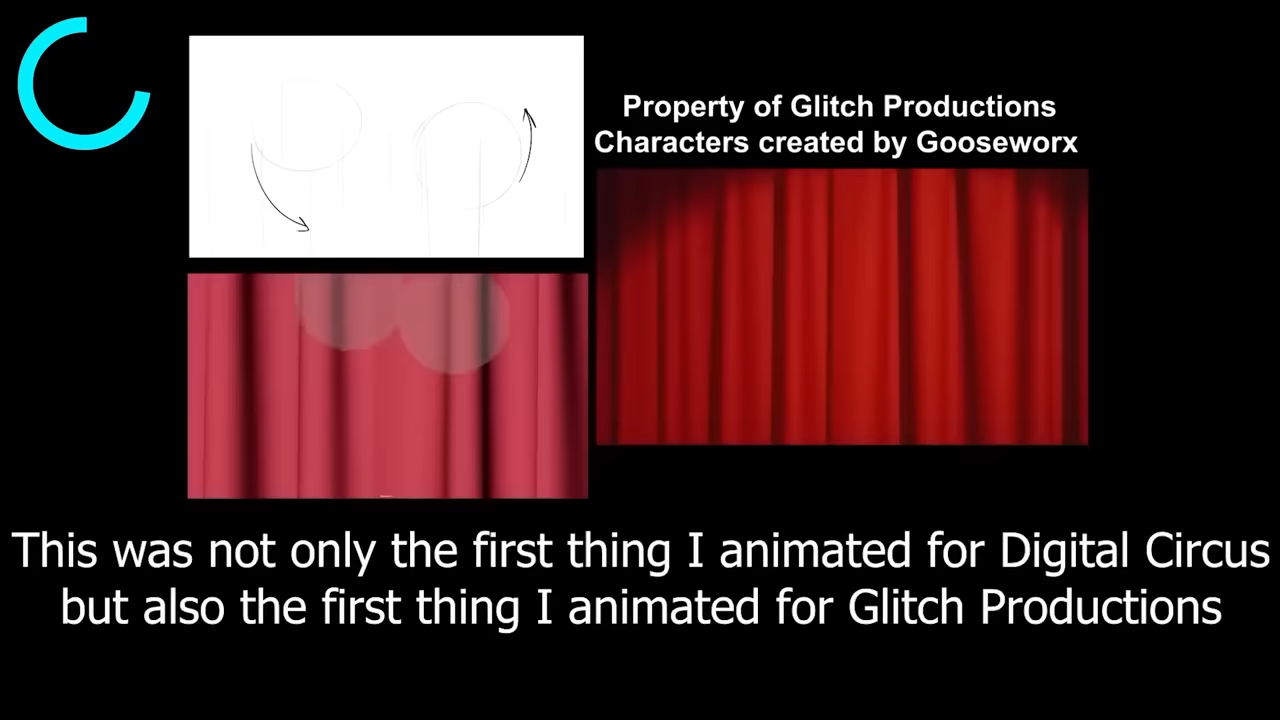 Property of Glitch Productions
Characters created by Gooseworx
This was not only the first thing I animated for Digital Circus
but also the first thing I animated for Glitch Productions